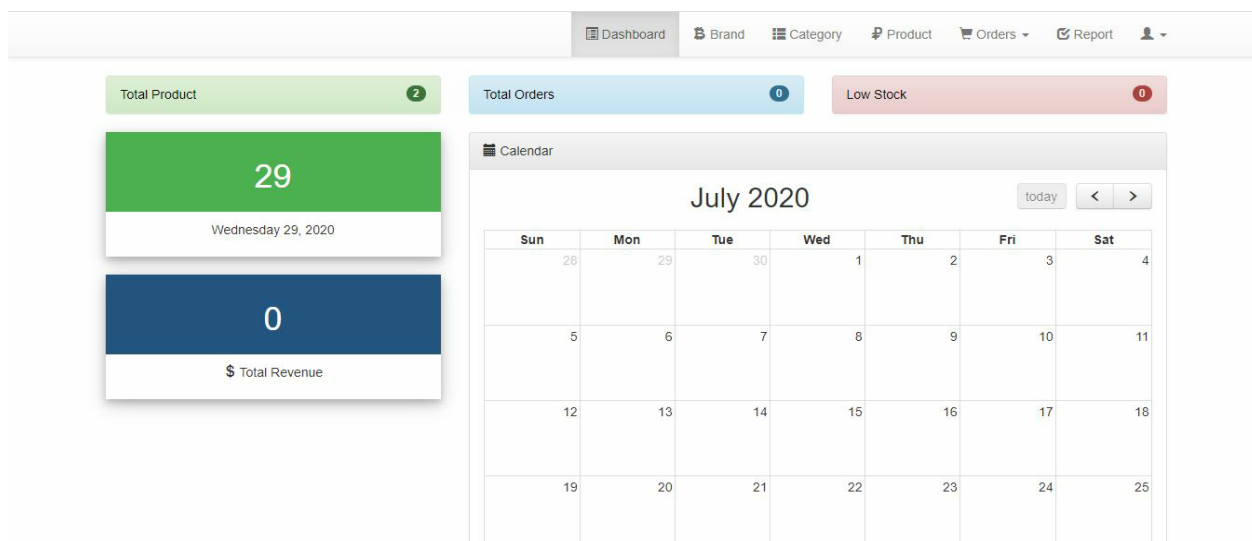 Dashboard Brand Category Product Orders Report
Total Product 2
Total Orders 0
Low Stock 0
29
Wednesday 29, 2020
0
$ Total Revenue
Calendar
July 2020
today < >
Sun Mon Tue Wed Thu Fri Sat
28 29 30 1 2 3 4
5 6 7 8 9 10 11
12 13 14 15 16 17 18
19 20 21 22 23 24 25